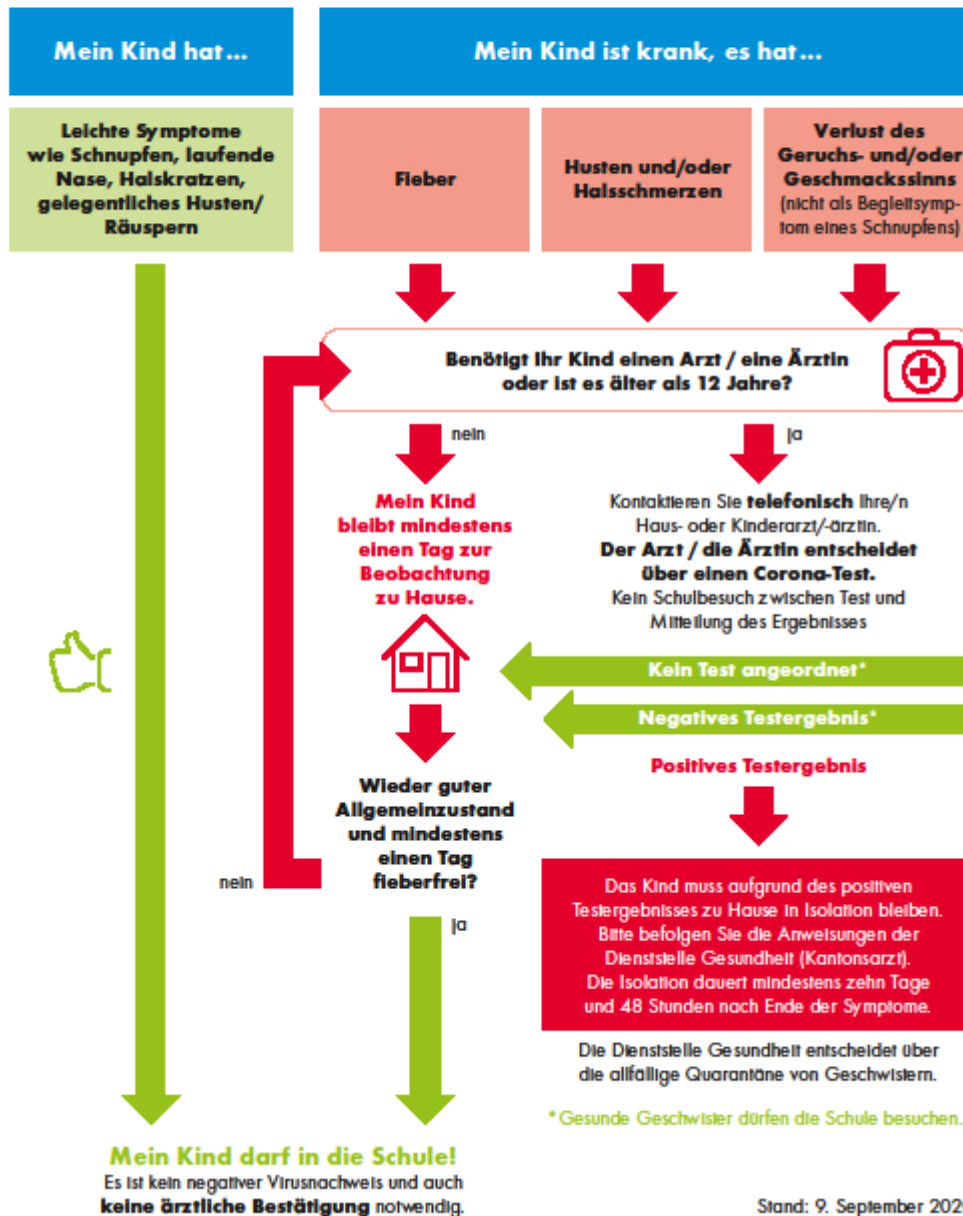 Mein Kind hat...
Mein Kind ist krank, es hat...
Leichte Symptome
wie Schnupfen, laufende
Nase, Halskratzen,
gelegentliches Husten/
Räuspern
Fieber
Husten und/oder
Halsschmerzen
Verlust des
Geruchs- und/oder
Geschmackssinns
(nicht als Begleitsymp-
tom eines Schnupfens)
Benötigt Ihr Kind einen Arzt / eine Ärztin
oder ist es älter als 12 Jahre?
nein
ja
Mein Kind
bleibt mindestens
einen Tag zur
Beobachtung
zu Hause.
Kontaktieren Sie telefonisch Ihre/n
Haus- oder Kinderarzt/-ärztin.
Der Arzt / die Ärztin entscheidet
über einen Corona-Test.
Kein Schulbesuch zwischen Test und
Mitteilung des Ergebnisses
Kein Test angeordnet*
Negatives Testergebnis*
Positives Testergebnis
Wieder guter
Allgemeinzustand
und mindestens
einen Tag
fieberfrei?
nein
ja
Das Kind muss aufgrund des positiven
Testergebnisses zu Hause in Isolation bleiben.
Bitte befolgen Sie die Anweisungen der
Dienststelle Gesundheit (Kantonsarzt).
Die Isolation dauert mindestens zehn Tage
und 48 Stunden nach Ende der Symptome.
Die Dienststelle Gesundheit entscheidet über
die allfällige Quarantäne von Geschwistern.
*Gesunde Geschwister dürfen die Schule besuchen.
Mein Kind darf in die Schule!
Es ist kein negativer Virusnachweis und auch
keine ärztliche Bestätigung notwendig.
Stand: 9. September 2020